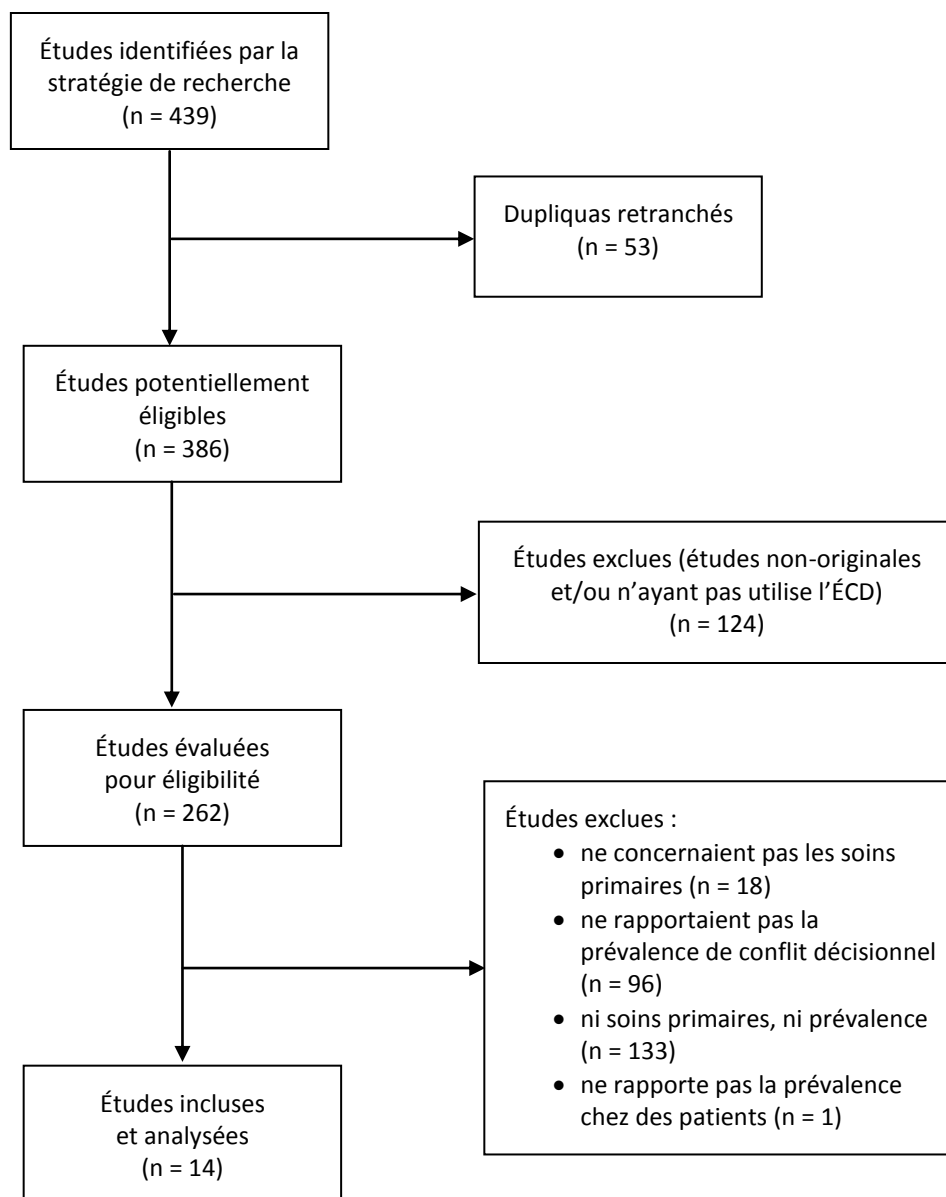 Études identifiées par la
stratégie de recherche
(n = 439)
Dupliquas retranchés
(n = 53)
Études potentiellement
éligibles
(n = 386)
Études exclues (études non-originales
et/ou n’ayant pas utilise l’ÉCD)
(n = 124)
Études évaluées
pour éligibilité
(n = 262)
Études exclues :
• ne concernaient pas les soins
primaires (n = 18)
• ne rapportaient pas la
prévalence de conflit décisionnel
(n = 96)
• ni soins primaires, ni prévalence
(n = 133)
• ne rapporte pas la prévalence
chez des patients (n = 1)
Études incluses
et analysées
(n = 14)